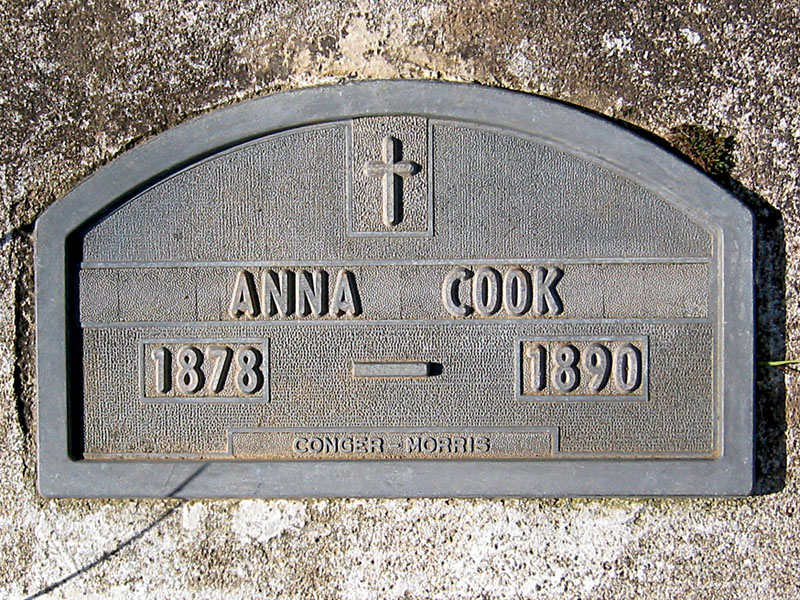 ANNA COOK
1878 — 1890
CONGER-MORRIS